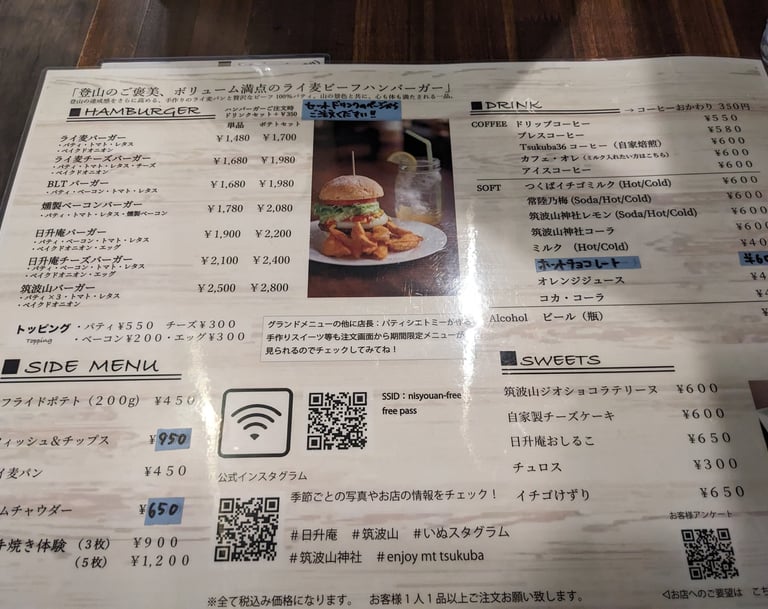 「登山のご褒美、ボリューム満点のライ麦ビーフハンバーガー」
登山の達成感をさらに高める、手作りのライ麦パンと贅沢なビーフ100%パティ。山の景色と共に、心も体も満たされる一品。
HAMBURGER
ハンバーガーご注文時
ドリンクセット+¥350
セットドリンクのページから
ご注文ください!
単品 ポテトセット
ライ麦バーガー ¥1,480 ¥1,700
・パティ・トマト・レタス
・ベイクドオニオン
ライ麦チーズバーガー ¥1,680 ¥1,980
・パティ・トマト・レタス・チーズ
・ベイクドオニオン
BLTバーガー ¥1,680 ¥1,980
・パティ・ベーコン・トマト・レタス
燻製ベーコンバーガー ¥1,780 ¥2,080
・パティ・トマト・レタス・燻製ベーコン
日升庵バーガー ¥1,900 ¥2,200
・パティ・ベーコン・トマト・レタス
・ベイクドオニオン・エッグ
日升庵チーズバーガー ¥2,100 ¥2,400
・パティ・ベーコン・トマト・レタス
・ベイクドオニオン・エッグ
筑波山バーガー ¥2,500 ¥2,800
・パティ×3・トマト・レタス
・ベイクドオニオン
トッピング ・パティ¥550 チーズ¥300
Topping ・ベーコン¥200・エッグ¥300
グランドメニューの他に店長:パティシエトミーが作る
手作りスイーツ等も注文画面から期間限定メニューが
見られるのでチェックしてみてね!
DRINK
→コーヒーおかわり 350円
COFFEE ドリップコーヒー ¥550
プレスコーヒー ¥580
Tsukuba36コーヒー(自家焙煎) ¥600
カフェ・オレ(ミルク入れたい方はこちら) ¥600
アイスコーヒー ¥600
SOFT つくばイチゴミルク(Hot/Cold) ¥600
常陸乃梅(Soda/Hot/Cold) ¥600
筑波山神社レモン(Soda/Hot/Cold) ¥600
筑波山神社コーラ ¥60
ミルク (Hot/Cold) ¥40
ホットチョコレート ¥60
オレンジジュース ¥4
コカ・コーラ ¥4
Alcohol ビール(瓶)
SIDE MENU
フライドポテト(200g) ¥450
ィッシュ&チップス ¥950
イ麦パン ¥450
ムチャウダー ¥650
手焼き体験 (3枚) ¥900
(5枚) ¥1,200
SSID:nisyouan-free
free pass
公式インスタグラム
季節ごとの写真やお店の情報をチェック!
#日升庵 #筑波山 #いぬスタグラム
#筑波山神社 #enjoy mt tsukuba
SWEETS
筑波山ジオショコラテリーヌ ¥600
自家製チーズケーキ ¥600
日升庵おしるこ ¥650
チュロス ¥300
イチゴけずり ¥650
お客様アンケート
◁お店へのご要望は こち
※全て税込み価格になります。 お客様1人1品以上ご注文お願い致します。